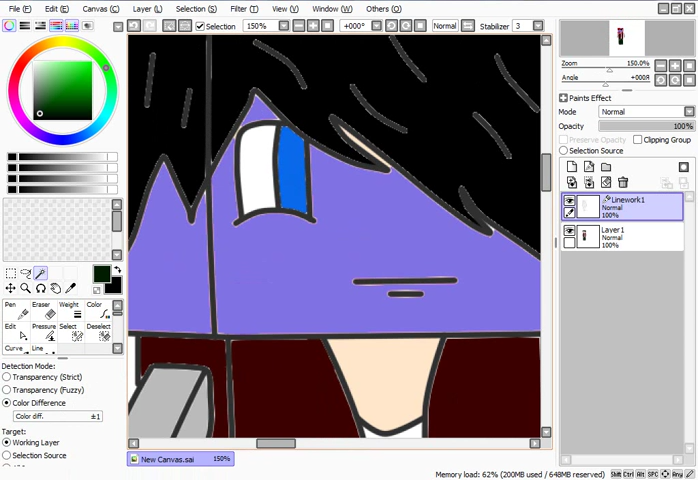 File (F) Edit (E) Canvas (C) Layer (L) Selection (S) Filter (T) View (V) Window (W) Others (O)
Selection 150% +000° Normal Stabilizer 3
Zoom 150.0%
Angle +000Я
Paints Effect
Mode Normal
Opacity 100%
Preserve Opacity Clipping Group
Selection Source
Linework1
Normal
100%
Layer1
Normal
100%
Pen Eraser Weight Color
Edit Pressure Select Deselect
Curve Line
Detection Mode:
Transparency (Strict)
Transparency (Fuzzy)
Color Difference
Color diff. ±1
Target:
Working Layer
Selection Source
New Canvas.sai 150%
Memory load: 62% (200MB used / 648MB reserved) Shift Ctrl Alt SPC Any